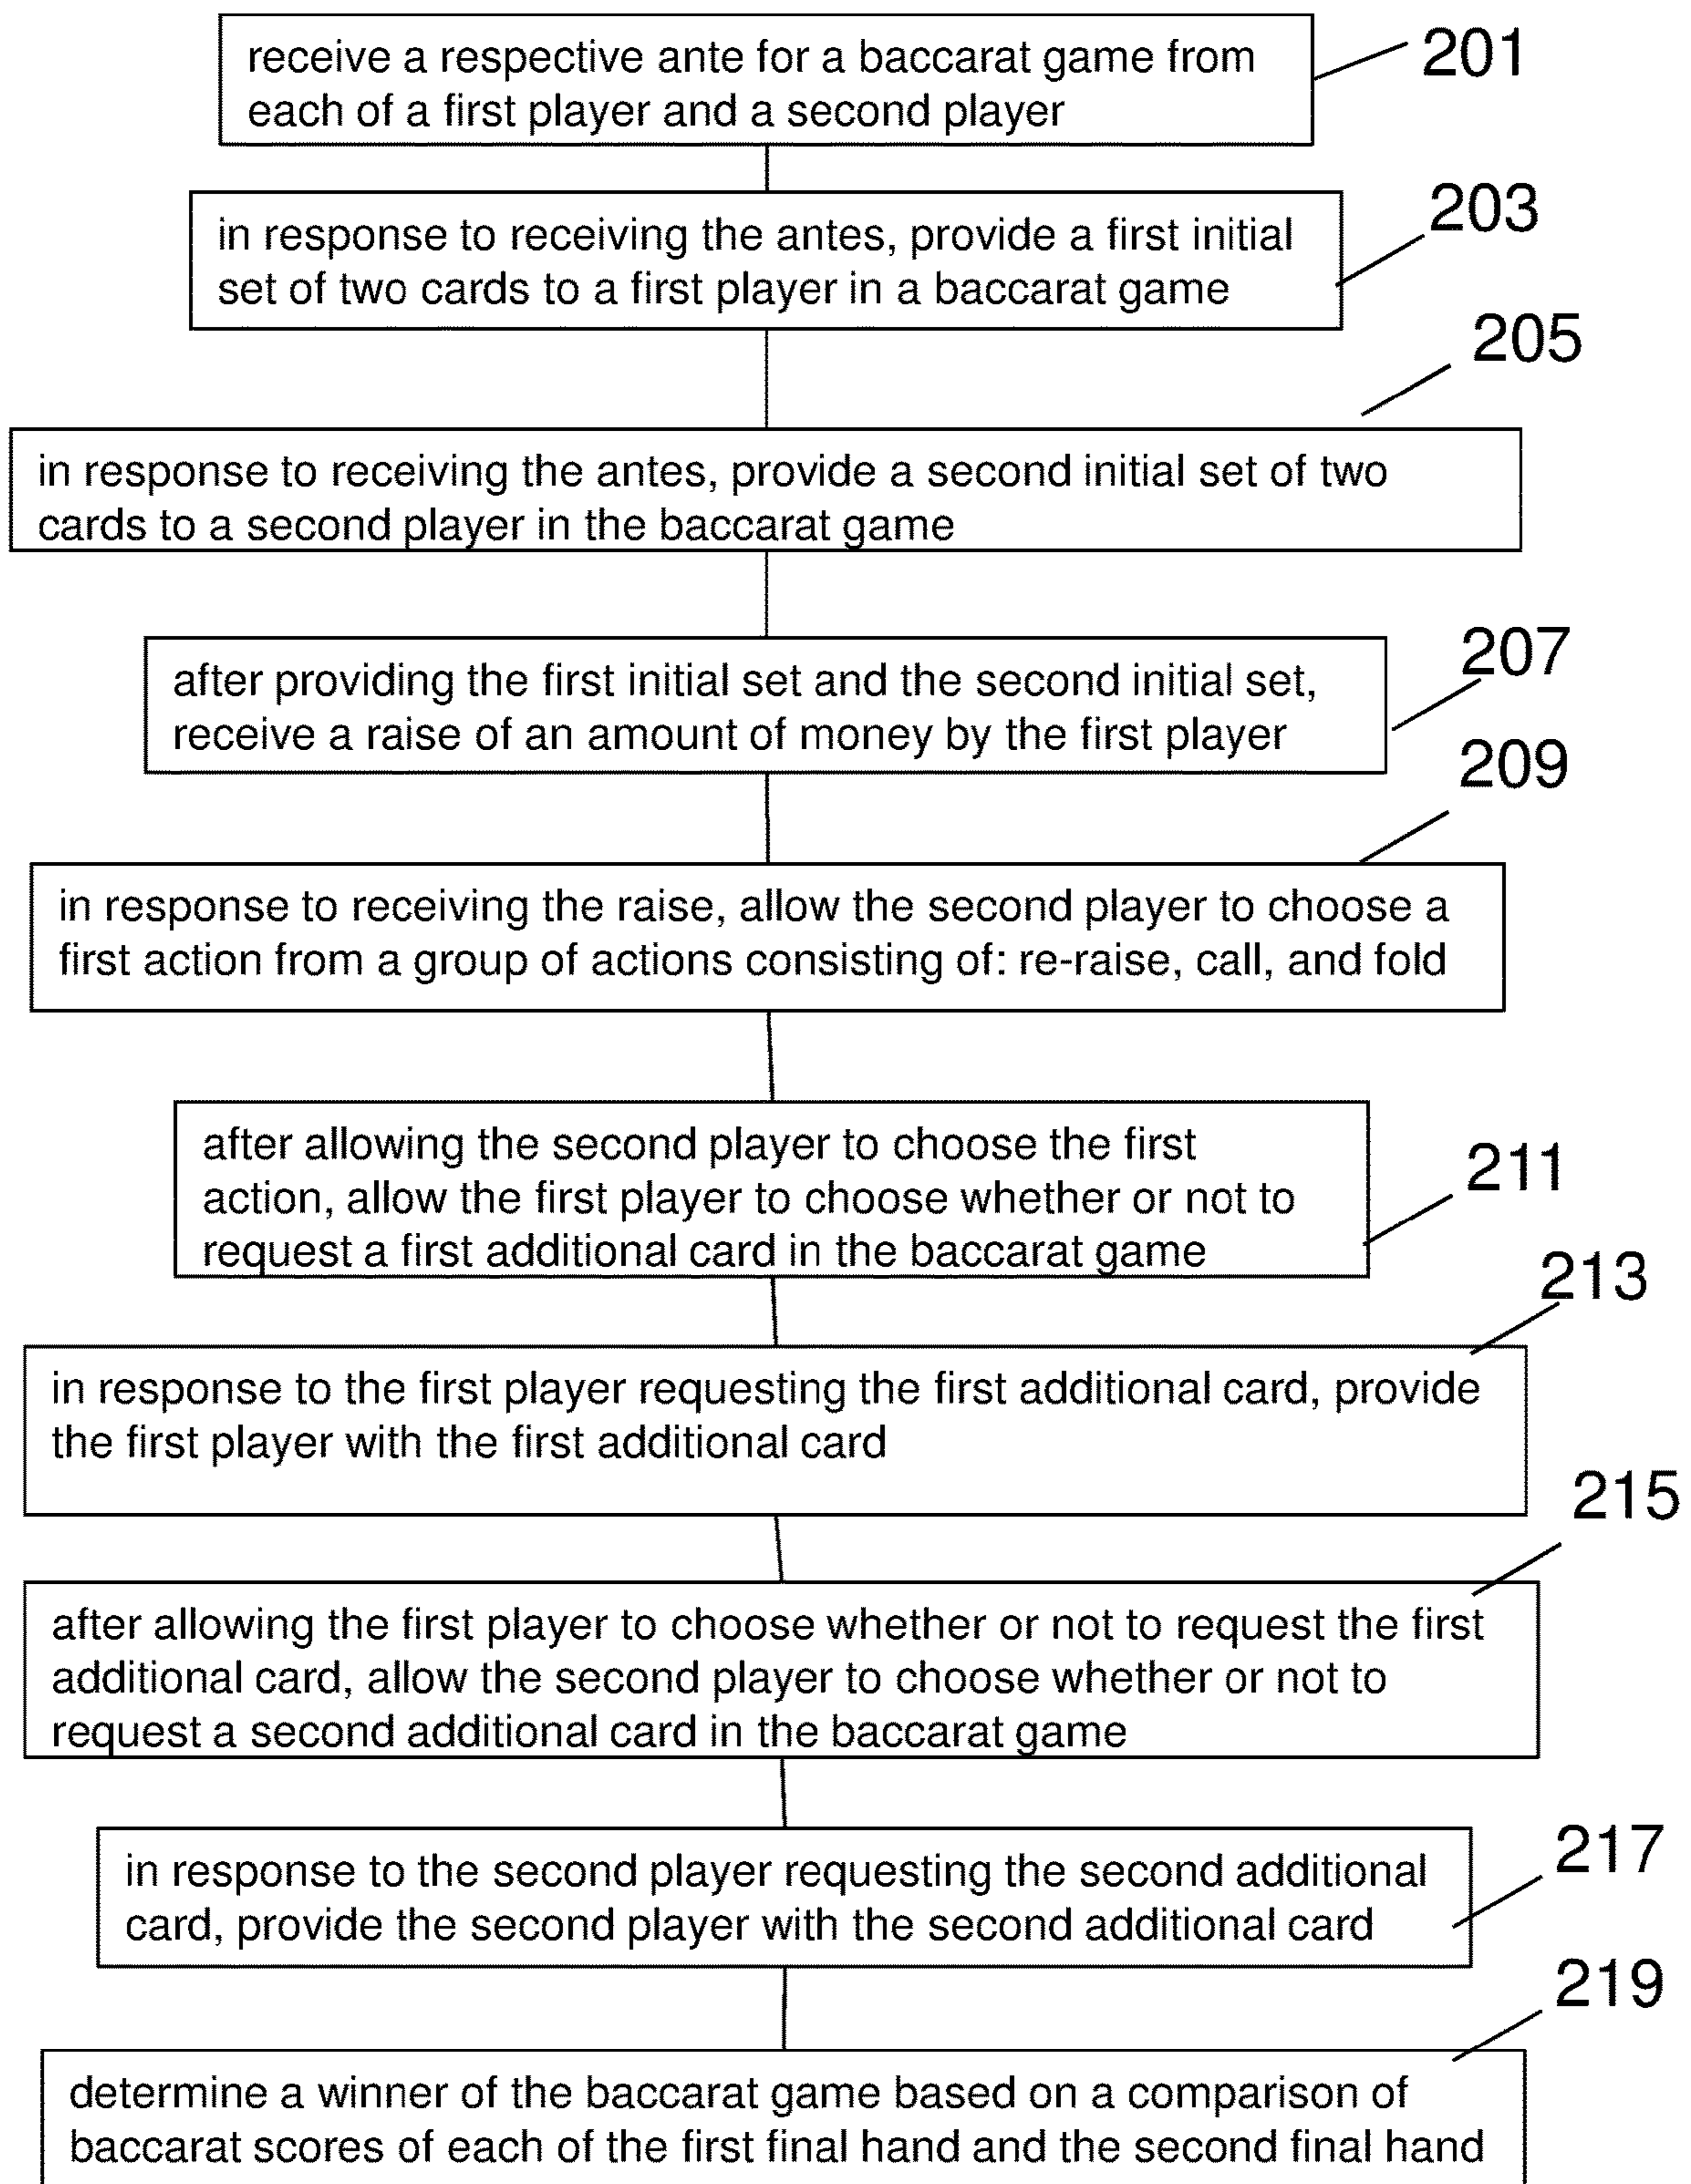 receive a respective ante for a baccarat game from
each of a first player and a second player
201
in response to receiving the antes, provide a first initial
set of two cards to a first player in a baccarat game
203
205
in response to receiving the antes, provide a second initial set of two
cards to a second player in the baccarat game
207
after providing the first initial set and the second initial set,
receive a raise of an amount of money by the first player
209
in response to receiving the raise, allow the second player to choose a
first action from a group of actions consisting of: re-raise, call, and fold
after allowing the second player to choose the first
action, allow the first player to choose whether or not to
request a first additional card in the baccarat game
211
213
in response to the first player requesting the first additional card, provide
the first player with the first additional card
215
after allowing the first player to choose whether or not to request the first
additional card, allow the second player to choose whether or not to
request a second additional card in the baccarat game
217
in response to the second player requesting the second additional
card, provide the second player with the second additional card
219
determine a winner of the baccarat game based on a comparison of
baccarat scores of each of the first final hand and the second final hand